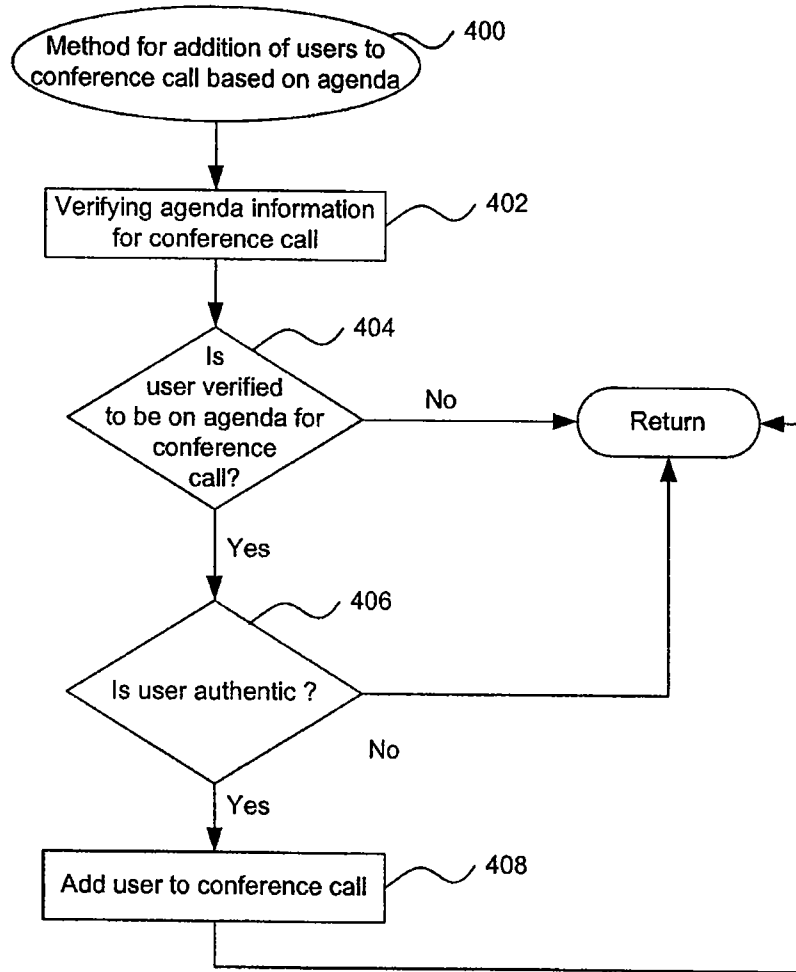 Method for addition of users to
conference call based on agenda
400
Verifying agenda information
for conference call
402
404
Is
user verified
to be on agenda for
conference
call?
No
Return
Yes
406
Is user authentic ?
No
Yes
Add user to conference call
408